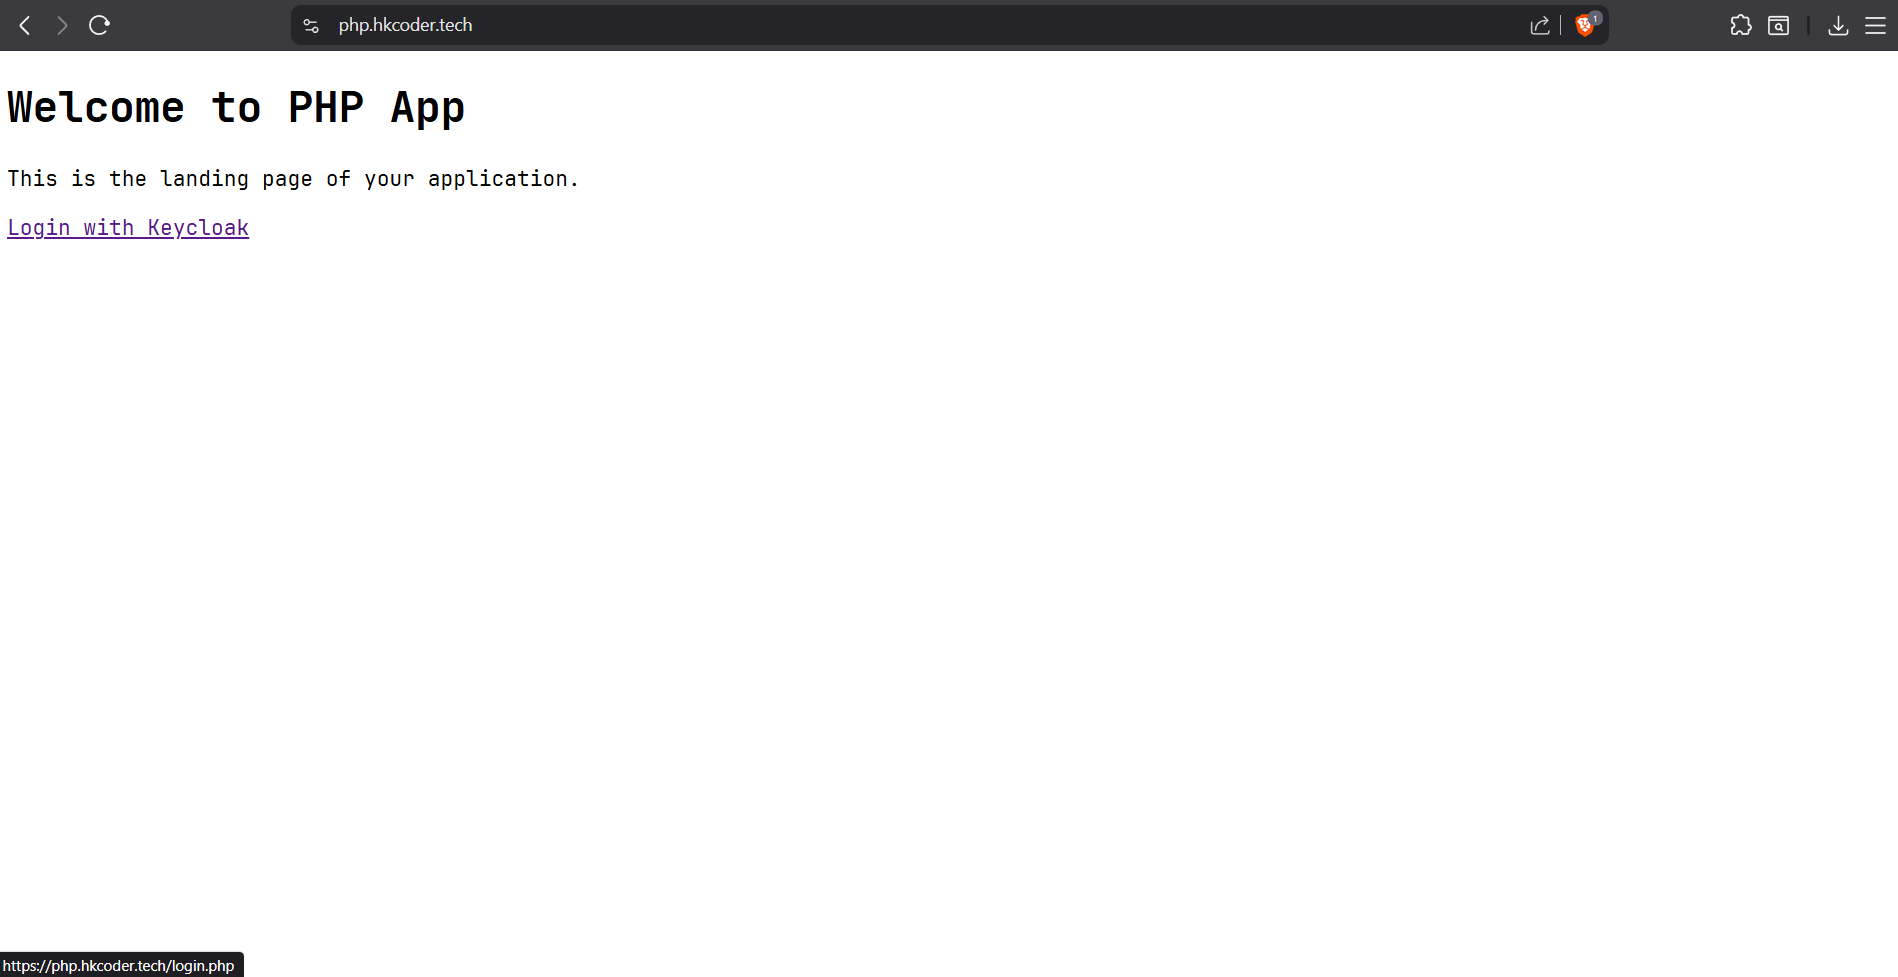 php.hkcoder.tech
1
Welcome to PHP App
This is the landing page of your application.
Login with Keycloak
https://php.hkcoder.tech/login.php